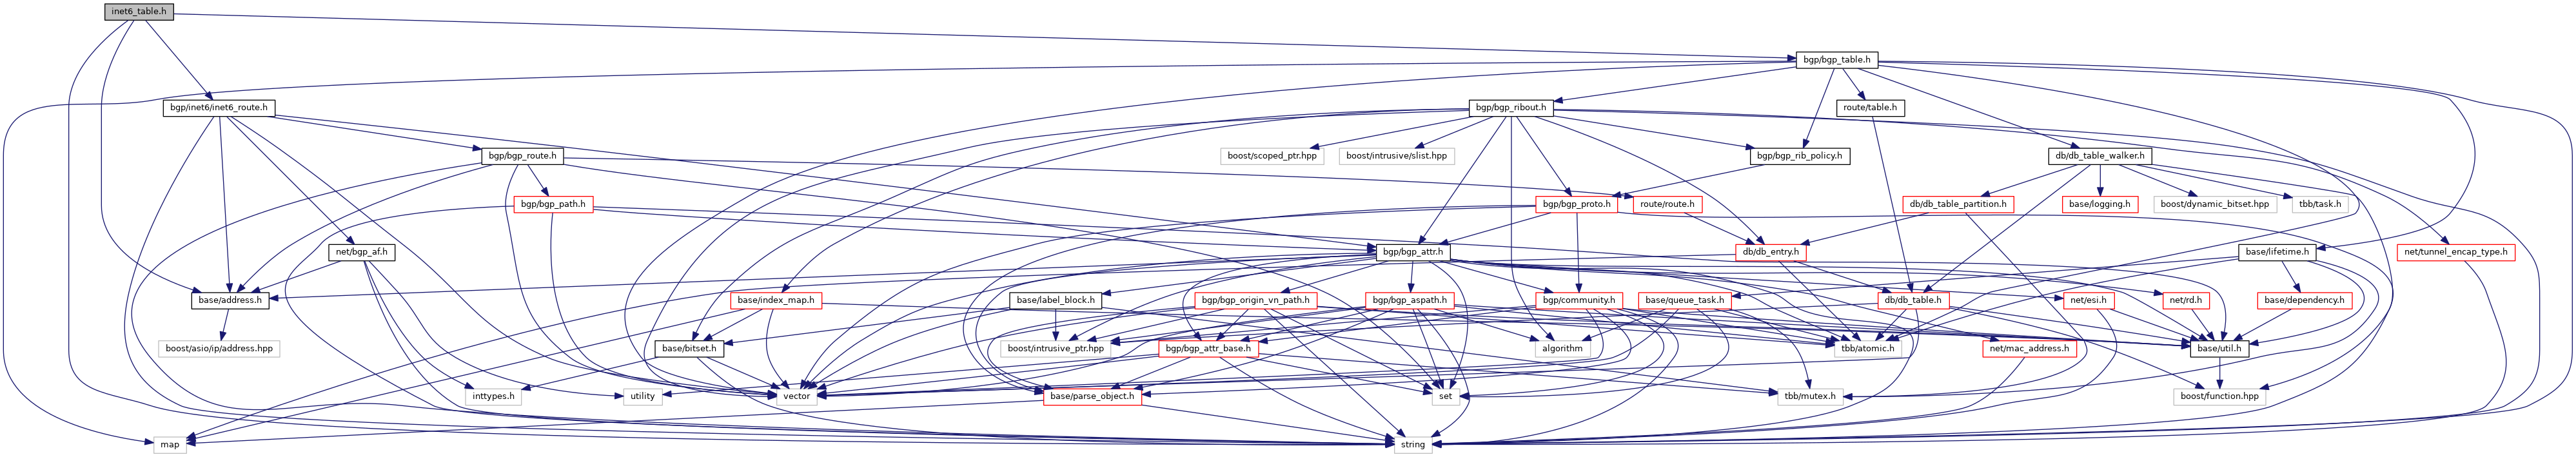 inet6_table.h
bgp/bgp_table.h
bgp/inet6/inet6_route.h
bgp/bgp_ribout.h
route/table.h
bgp/bgp_route.h
boost/scoped_ptr.hpp
boost/intrusive/slist.hpp
bgp/bgp_rib_policy.h
db/db_table_walker.h
bgp/bgp_path.h
bgp/bgp_proto.h
route/route.h
db/db_table_partition.h
base/logging.h
boost/dynamic_bitset.hpp
tbb/task.h
net/bgp_af.h
bgp/bgp_attr.h
db/db_entry.h
base/lifetime.h
net/tunnel_encap_type.h
base/address.h
base/index_map.h
base/label_block.h
bgp/bgp_origin_vn_path.h
bgp/bgp_aspath.h
bgp/community.h
base/queue_task.h
db/db_table.h
net/esi.h
net/rd.h
base/dependency.h
boost/asio/ip/address.hpp
base/bitset.h
boost/intrusive_ptr.hpp
bgp/bgp_attr_base.h
algorithm
tbb/atomic.h
net/mac_address.h
base/util.h
inttypes.h
utility
vector
base/parse_object.h
set
tbb/mutex.h
boost/function.hpp
map
string